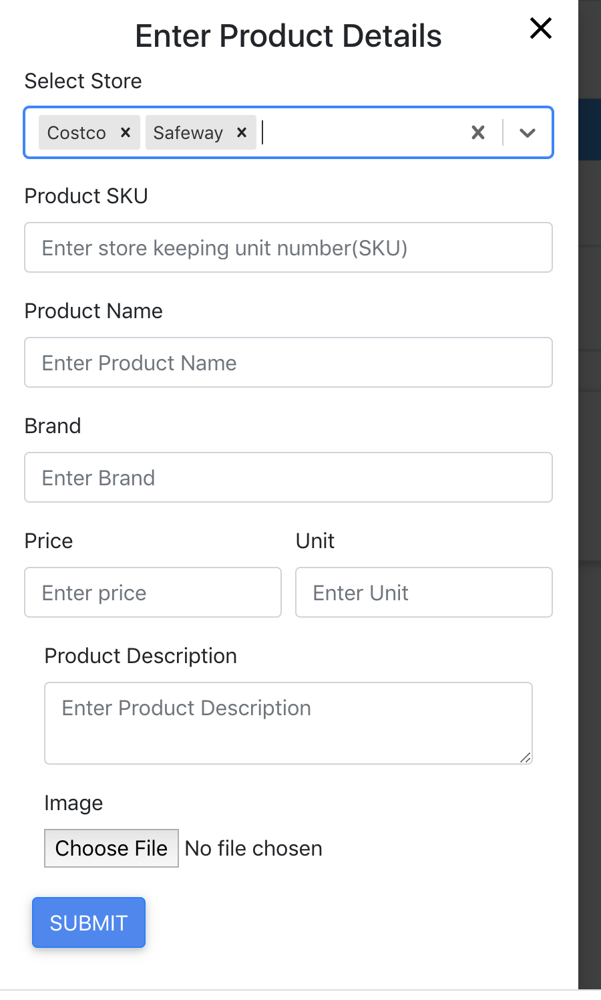 Enter Product Details
Select Store
Costco Safeway
Product SKU
Enter store keeping unit number(SKU)
Product Name
Enter Product Name
Brand
Enter Brand
Price Unit
Enter price Enter Unit
Product Description
Enter Product Description
Image
Choose File No file chosen
SUBMIT